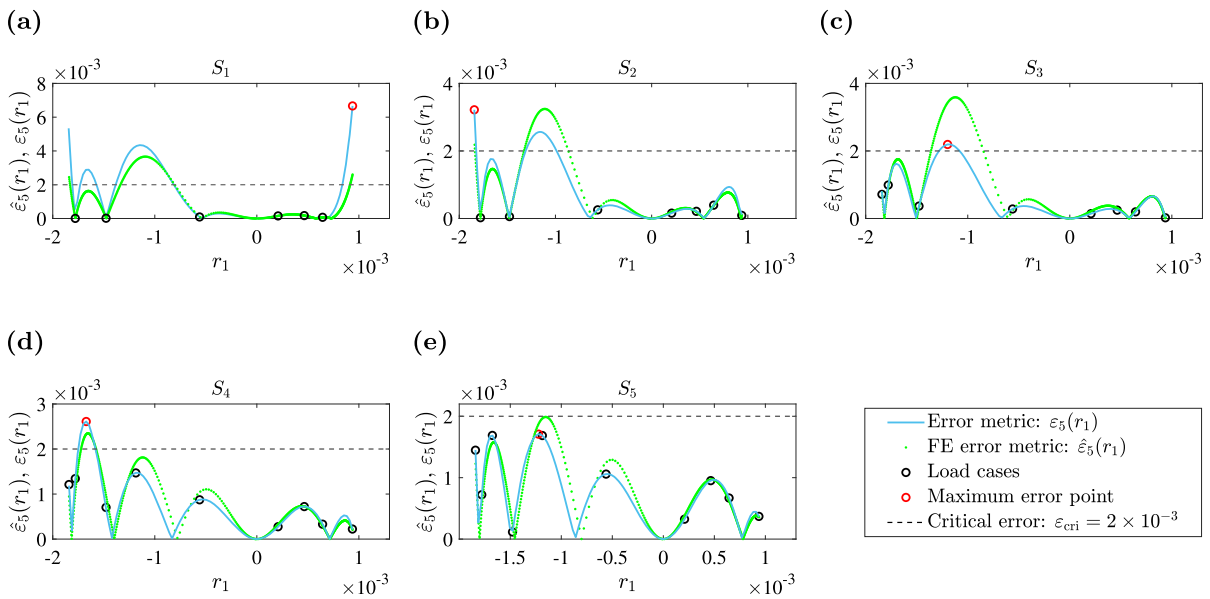 (a)
×10⁻³
S₁
ε̂₅(r₁), ε₅(r₁)
8
6
4
2
0
-2 -1 0 1
r₁
×10⁻³
(b)
×10⁻³
S₂
ε̂₅(r₁), ε₅(r₁)
4
2
0
-2 -1 0 1
r₁
×10⁻³
(c)
×10⁻³
S₃
ε̂₅(r₁), ε₅(r₁)
4
2
0
-2 -1 0 1
r₁
×10⁻³
(d)
×10⁻³
S₄
ε̂₅(r₁), ε₅(r₁)
3
2
1
0
-2 -1 0 1
r₁
×10⁻³
(e)
×10⁻³
S₅
ε̂₅(r₁), ε₅(r₁)
2
1
0
-1.5 -1 -0.5 0 0.5 1
r₁
×10⁻³
Error metric: ε₅(r₁)
FE error metric: ε̂₅(r₁)
Load cases
Maximum error point
Critical error: ε_cri = 2 × 10⁻³